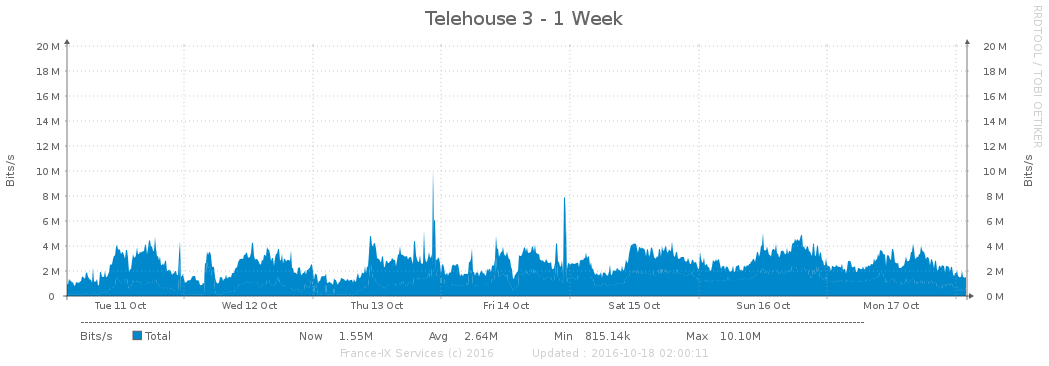 Telehouse 3 - 1 Week
RRDTOOL / TOBI OETIKER
Bits/s
Bits/s
20 M 20 M
18 M 18 M
16 M 16 M
14 M 14 M
12 M 12 M
10 M 10 M
8 M 8 M
6 M 6 M
4 M 4 M
2 M 2 M
0 0 M
Tue 11 Oct Wed 12 Oct Thu 13 Oct Fri 14 Oct Sat 15 Oct Sun 16 Oct Mon 17 Oct
Bits/s Total Now 1.55M Avg 2.64M Min 815.14k Max 10.10M
France-IX Services (c) 2016 Updated : 2016-10-18 02:00:11